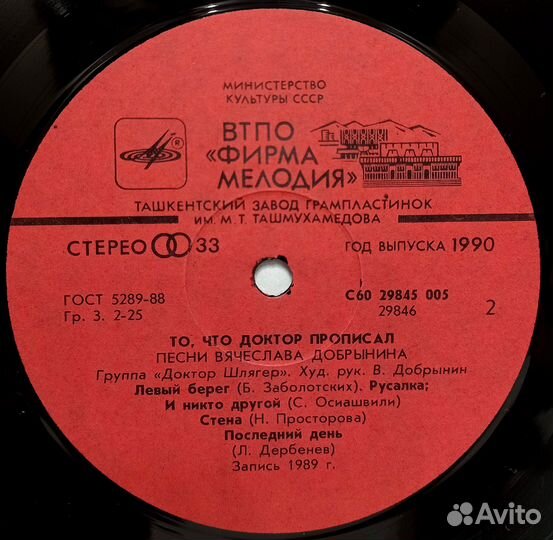 МИНИСТЕРСТВО
КУЛЬТУРЫ СССР
ВТПО
«ФИРМА
МЕЛОДИЯ»
®
ТАШКЕНТСКИЙ ЗАВОД ГРАМПЛАСТИНОК
ИМ. М. Т. ТАШМУХАМЕДОВА
СТЕРЕО 33
ГОД ВЫПУСКА 1990
ГОСТ 5289-88
Гр. 3. 2-25
С60 29845 005
29846
2
ТО, ЧТО ДОКТОР ПРОПИСАЛ
ПЕСНИ ВЯЧЕСЛАВА ДОБРЫНИНА
Группа «Доктор Шлягер». Худ. рук. В. Добрынин
Левый берег (Б. Заболотских). Русалка;
И никто другой (С. Осиашвили)
Стена (Н. Просторова)
Последний день
(Л. Дербенев)
Запись 1989 г.
Avito